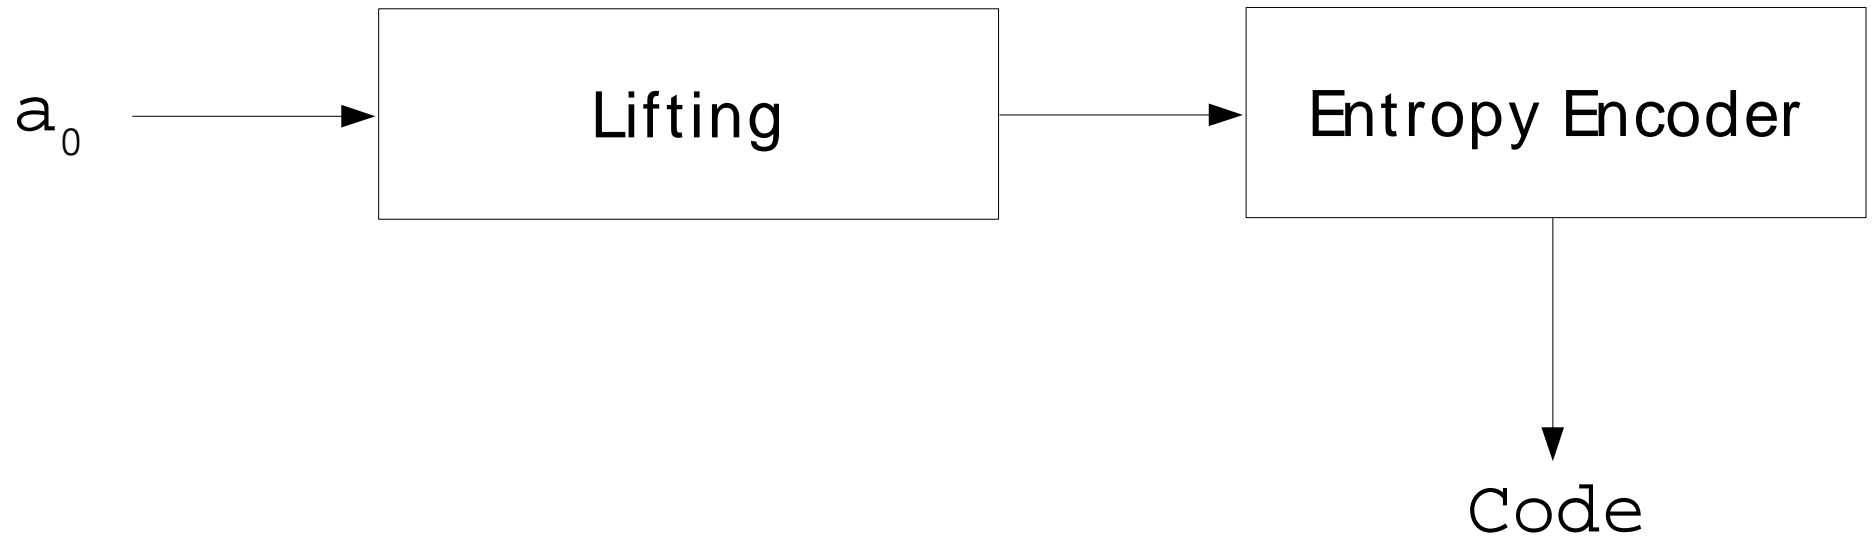 a₀
Lifting
Entropy Encoder
Code